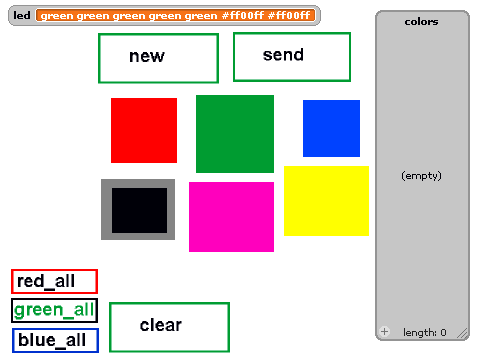 led green green green green green #ff00ff #ff00ff
colors
new
send
(empty)
red_all
green_all
blue_all
clear
+ length: 0